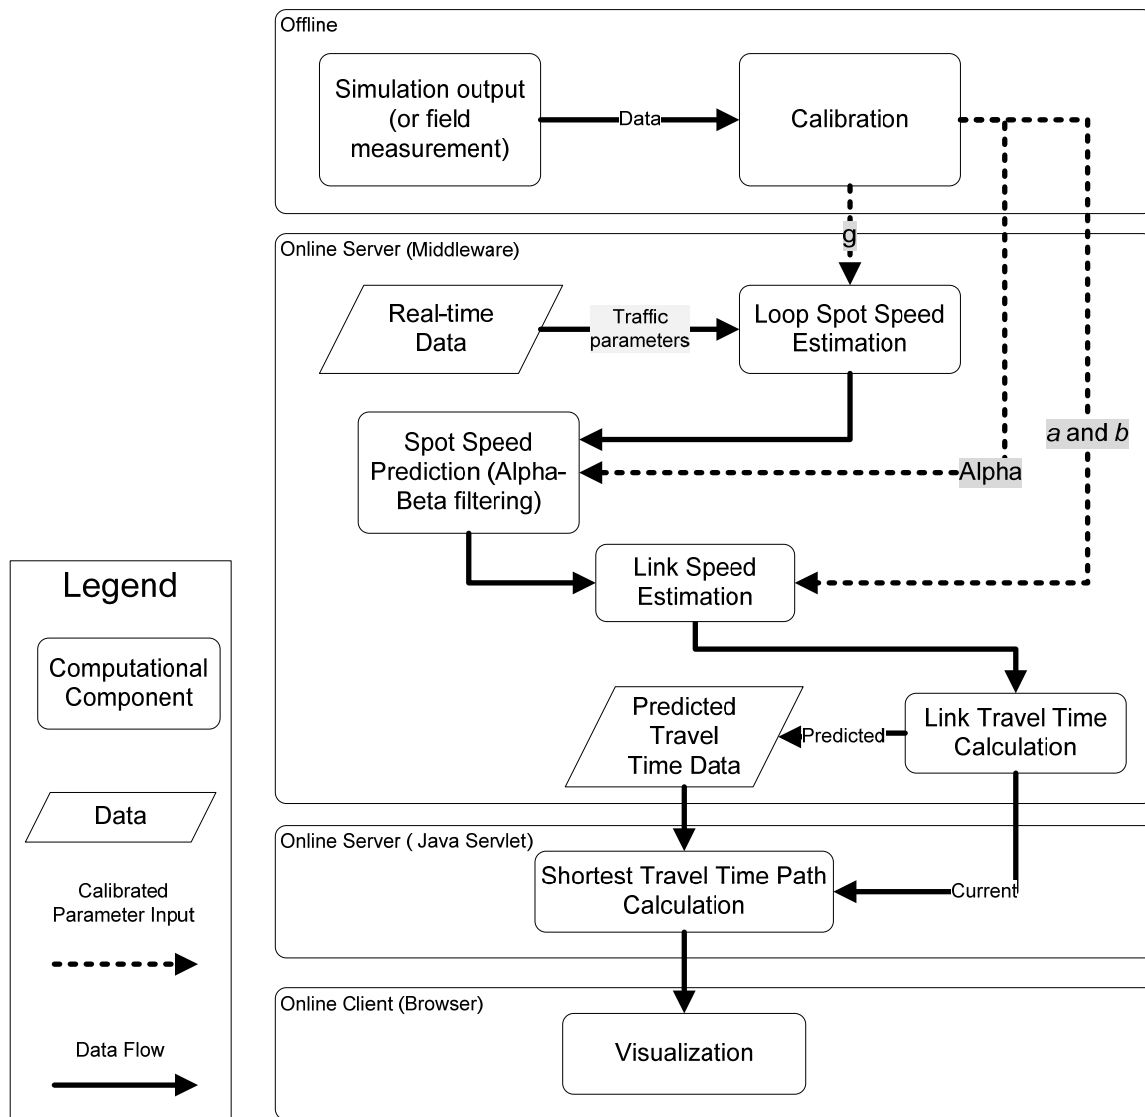 Offline
Simulation output
(or field
measurement)
Data
Calibration
g
Online Server (Middleware)
Real-time
Data
Traffic
parameters
Loop Spot Speed
Estimation
Spot Speed
Prediction (Alpha-
Beta filtering)
a and b
Alpha
Link Speed
Estimation
Predicted
Travel
Time Data
Predicted
Link Travel Time
Calculation
Online Server ( Java Servlet)
Shortest Travel Time Path
Calculation
Current
Online Client (Browser)
Visualization
Legend
Computational
Component
Data
Calibrated
Parameter Input
Data Flow